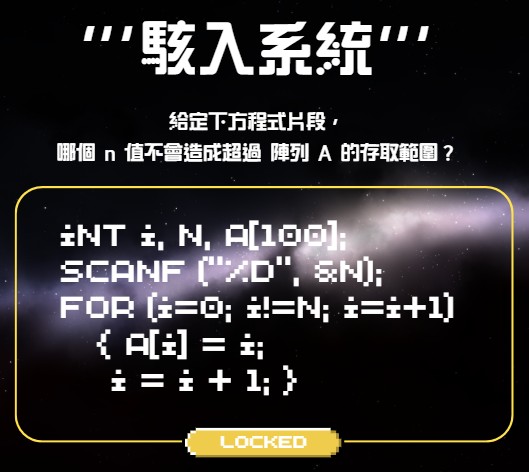 '''駭入系統'''
給定下方程式片段，
哪個 n 值不會造成超過 陣列 A 的存取範圍？
iNT i, N, A[100];
SCANF ("%D", &N);
FOR (i=0; i!=N; i=i+1)
{ A[i] = i;
i = i + 1; }
LOCKED